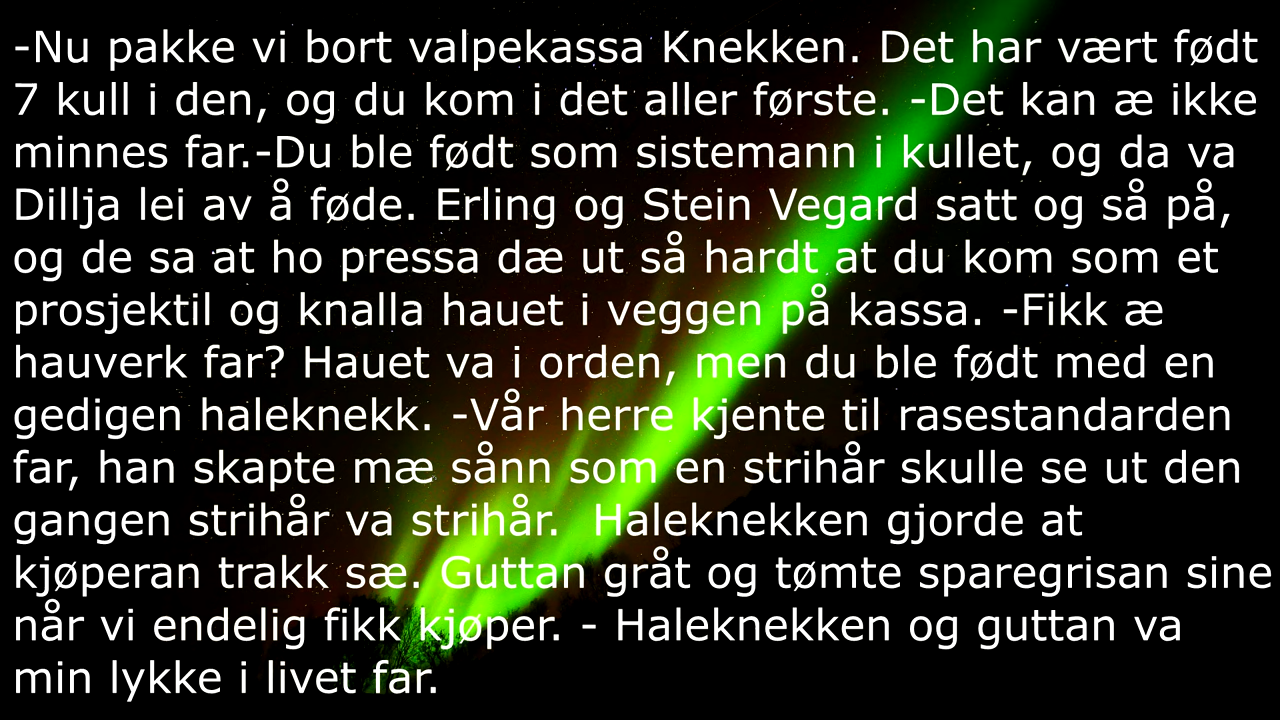 -Nu pakke vi bort valpekassa Knekken. Det har vært født
7 kull i den, og du kom i det aller første. -Det kan æ ikke
minnes far.-Du ble født som sistemann i kullet, og da va
Dillja lei av å føde. Erling og Stein Vegard satt og så på,
og de sa at ho pressa dæ ut så hardt at du kom som et
prosjektil og knalla hauet i veggen på kassa. -Fikk æ
hauverk far? Hauet va i orden, men du ble født med en
gedigen haleknekk. -Vår herre kjente til rasestandarden
far, han skapte mæ sånn som en strihår skulle se ut den
gangen strihår va strihår.  Haleknekken gjorde at
kjøperan trakk sæ. Guttan gråt og tømte sparegrisan sine
når vi endelig fikk kjøper. - Haleknekken og guttan va
min lykke i livet far.